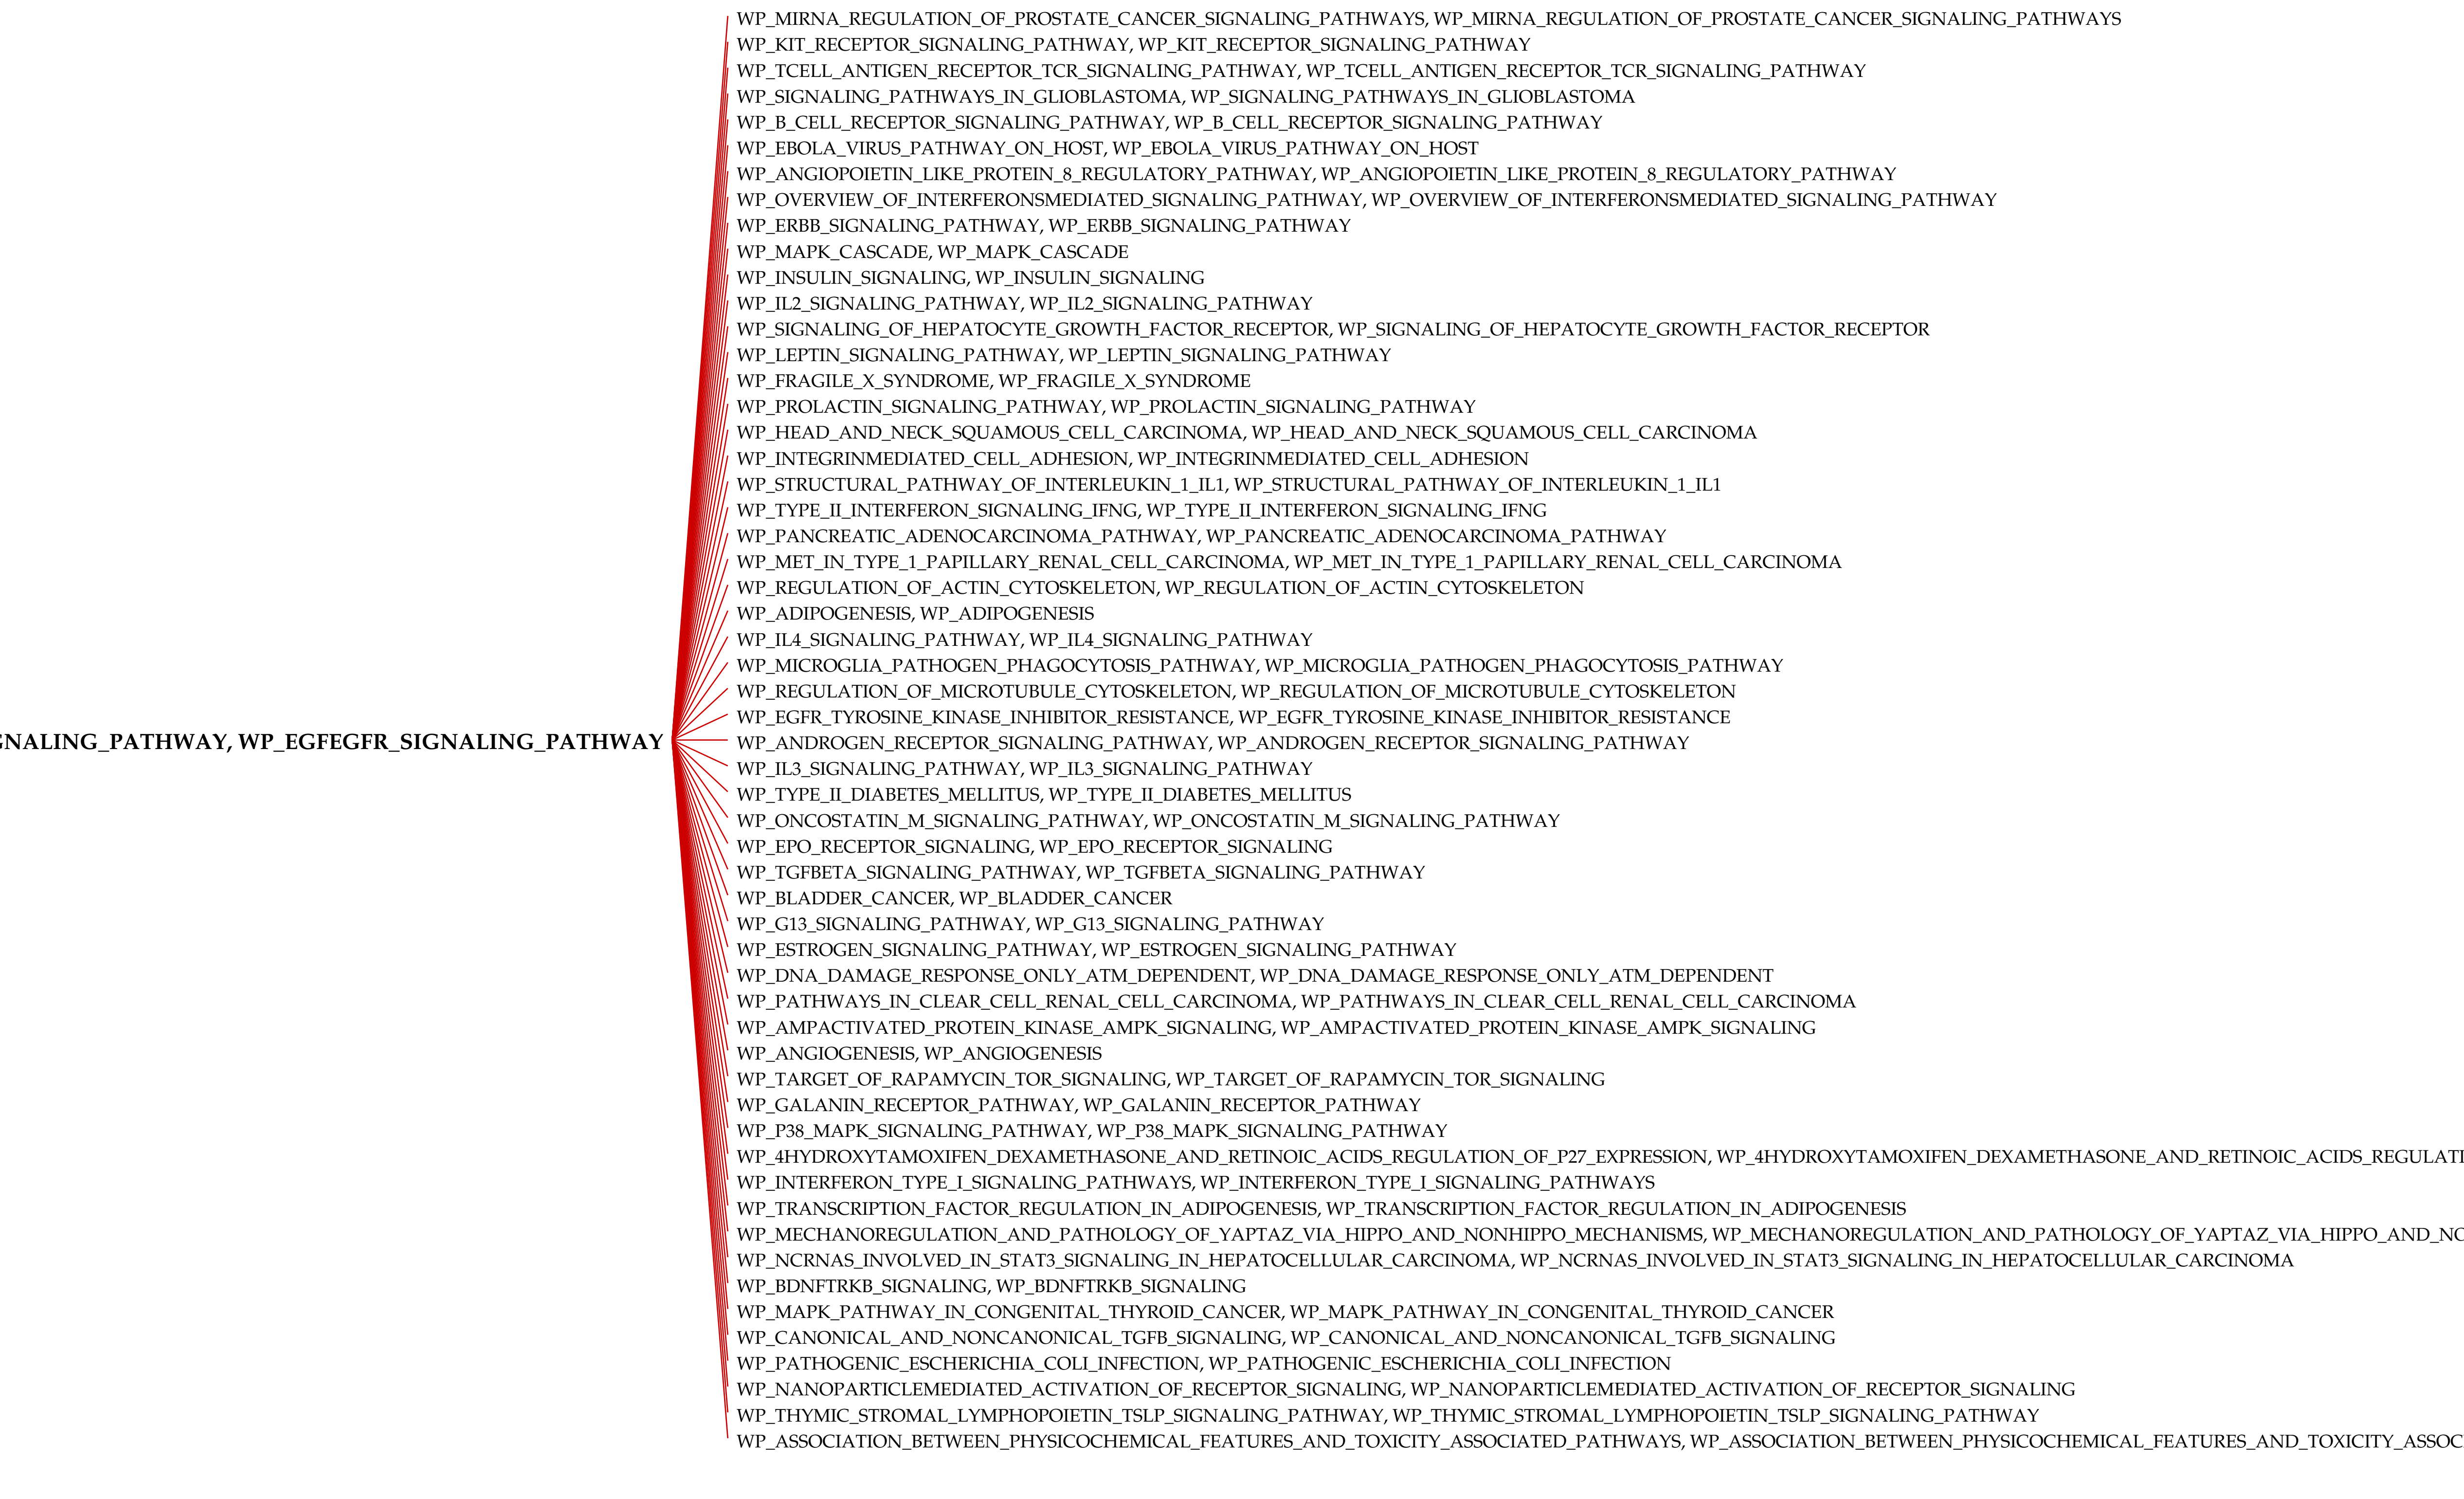 WP_MIRNA_REGULATION_OF_PROSTATE_CANCER_SIGNALING_PATHWAYS, WP_MIRNA_REGULATION_OF_PROSTATE_CANCER_SIGNALING_PATHWAYS
WP_KIT_RECEPTOR_SIGNALING_PATHWAY, WP_KIT_RECEPTOR_SIGNALING_PATHWAY
WP_TCELL_ANTIGEN_RECEPTOR_TCR_SIGNALING_PATHWAY, WP_TCELL_ANTIGEN_RECEPTOR_TCR_SIGNALING_PATHWAY
WP_SIGNALING_PATHWAYS_IN_GLIOBLASTOMA, WP_SIGNALING_PATHWAYS_IN_GLIOBLASTOMA
WP_B_CELL_RECEPTOR_SIGNALING_PATHWAY, WP_B_CELL_RECEPTOR_SIGNALING_PATHWAY
WP_EBOLA_VIRUS_PATHWAY_ON_HOST, WP_EBOLA_VIRUS_PATHWAY_ON_HOST
WP_ANGIOPOIETIN_LIKE_PROTEIN_8_REGULATORY_PATHWAY, WP_ANGIOPOIETIN_LIKE_PROTEIN_8_REGULATORY_PATHWAY
WP_OVERVIEW_OF_INTERFERONSMEDIATED_SIGNALING_PATHWAY, WP_OVERVIEW_OF_INTERFERONSMEDIATED_SIGNALING_PATHWAY
WP_ERBB_SIGNALING_PATHWAY, WP_ERBB_SIGNALING_PATHWAY
WP_MAPK_CASCADE, WP_MAPK_CASCADE
WP_INSULIN_SIGNALING, WP_INSULIN_SIGNALING
WP_IL2_SIGNALING_PATHWAY, WP_IL2_SIGNALING_PATHWAY
WP_SIGNALING_OF_HEPATOCYTE_GROWTH_FACTOR_RECEPTOR, WP_SIGNALING_OF_HEPATOCYTE_GROWTH_FACTOR_RECEPTOR
WP_LEPTIN_SIGNALING_PATHWAY, WP_LEPTIN_SIGNALING_PATHWAY
WP_FRAGILE_X_SYNDROME, WP_FRAGILE_X_SYNDROME
WP_PROLACTIN_SIGNALING_PATHWAY, WP_PROLACTIN_SIGNALING_PATHWAY
WP_HEAD_AND_NECK_SQUAMOUS_CELL_CARCINOMA, WP_HEAD_AND_NECK_SQUAMOUS_CELL_CARCINOMA
WP_INTEGRINMEDIATED_CELL_ADHESION, WP_INTEGRINMEDIATED_CELL_ADHESION
WP_STRUCTURAL_PATHWAY_OF_INTERLEUKIN_1_IL1, WP_STRUCTURAL_PATHWAY_OF_INTERLEUKIN_1_IL1
WP_TYPE_II_INTERFERON_SIGNALING_IFNG, WP_TYPE_II_INTERFERON_SIGNALING_IFNG
WP_PANCREATIC_ADENOCARCINOMA_PATHWAY, WP_PANCREATIC_ADENOCARCINOMA_PATHWAY
WP_MET_IN_TYPE_1_PAPILLARY_RENAL_CELL_CARCINOMA, WP_MET_IN_TYPE_1_PAPILLARY_RENAL_CELL_CARCINOMA
WP_REGULATION_OF_ACTIN_CYTOSKELETON, WP_REGULATION_OF_ACTIN_CYTOSKELETON
WP_ADIPOGENESIS, WP_ADIPOGENESIS
WP_IL4_SIGNALING_PATHWAY, WP_IL4_SIGNALING_PATHWAY
WP_MICROGLIA_PATHOGEN_PHAGOCYTOSIS_PATHWAY, WP_MICROGLIA_PATHOGEN_PHAGOCYTOSIS_PATHWAY
WP_REGULATION_OF_MICROTUBULE_CYTOSKELETON, WP_REGULATION_OF_MICROTUBULE_CYTOSKELETON
WP_EGFR_TYROSINE_KINASE_INHIBITOR_RESISTANCE, WP_EGFR_TYROSINE_KINASE_INHIBITOR_RESISTANCE
GNALING_PATHWAY, WP_EGFEGFR_SIGNALING_PATHWAY
WP_ANDROGEN_RECEPTOR_SIGNALING_PATHWAY, WP_ANDROGEN_RECEPTOR_SIGNALING_PATHWAY
WP_IL3_SIGNALING_PATHWAY, WP_IL3_SIGNALING_PATHWAY
WP_TYPE_II_DIABETES_MELLITUS, WP_TYPE_II_DIABETES_MELLITUS
WP_ONCOSTATIN_M_SIGNALING_PATHWAY, WP_ONCOSTATIN_M_SIGNALING_PATHWAY
WP_EPO_RECEPTOR_SIGNALING, WP_EPO_RECEPTOR_SIGNALING
WP_TGFBETA_SIGNALING_PATHWAY, WP_TGFBETA_SIGNALING_PATHWAY
WP_BLADDER_CANCER, WP_BLADDER_CANCER
WP_G13_SIGNALING_PATHWAY, WP_G13_SIGNALING_PATHWAY
WP_ESTROGEN_SIGNALING_PATHWAY, WP_ESTROGEN_SIGNALING_PATHWAY
WP_DNA_DAMAGE_RESPONSE_ONLY_ATM_DEPENDENT, WP_DNA_DAMAGE_RESPONSE_ONLY_ATM_DEPENDENT
WP_PATHWAYS_IN_CLEAR_CELL_RENAL_CELL_CARCINOMA, WP_PATHWAYS_IN_CLEAR_CELL_RENAL_CELL_CARCINOMA
WP_AMPACTIVATED_PROTEIN_KINASE_AMPK_SIGNALING, WP_AMPACTIVATED_PROTEIN_KINASE_AMPK_SIGNALING
WP_ANGIOGENESIS, WP_ANGIOGENESIS
WP_TARGET_OF_RAPAMYCIN_TOR_SIGNALING, WP_TARGET_OF_RAPAMYCIN_TOR_SIGNALING
WP_GALANIN_RECEPTOR_PATHWAY, WP_GALANIN_RECEPTOR_PATHWAY
WP_P38_MAPK_SIGNALING_PATHWAY, WP_P38_MAPK_SIGNALING_PATHWAY
WP_4HYDROXYTAMOXIFEN_DEXAMETHASONE_AND_RETINOIC_ACIDS_REGULATION_OF_P27_EXPRESSION, WP_4HYDROXYTAMOXIFEN_DEXAMETHASONE_AND_RETINOIC_ACIDS_REGULATI
WP_INTERFERON_TYPE_I_SIGNALING_PATHWAYS, WP_INTERFERON_TYPE_I_SIGNALING_PATHWAYS
WP_TRANSCRIPTION_FACTOR_REGULATION_IN_ADIPOGENESIS, WP_TRANSCRIPTION_FACTOR_REGULATION_IN_ADIPOGENESIS
WP_MECHANOREGULATION_AND_PATHOLOGY_OF_YAPTAZ_VIA_HIPPO_AND_NONHIPPO_MECHANISMS, WP_MECHANOREGULATION_AND_PATHOLOGY_OF_YAPTAZ_VIA_HIPPO_AND_NO
WP_NCRNAS_INVOLVED_IN_STAT3_SIGNALING_IN_HEPATOCELLULAR_CARCINOMA, WP_NCRNAS_INVOLVED_IN_STAT3_SIGNALING_IN_HEPATOCELLULAR_CARCINOMA
WP_BDNFTRKB_SIGNALING, WP_BDNFTRKB_SIGNALING
WP_MAPK_PATHWAY_IN_CONGENITAL_THYROID_CANCER, WP_MAPK_PATHWAY_IN_CONGENITAL_THYROID_CANCER
WP_CANONICAL_AND_NONCANONICAL_TGFB_SIGNALING, WP_CANONICAL_AND_NONCANONICAL_TGFB_SIGNALING
WP_PATHOGENIC_ESCHERICHIA_COLI_INFECTION, WP_PATHOGENIC_ESCHERICHIA_COLI_INFECTION
WP_NANOPARTICLEMEDIATED_ACTIVATION_OF_RECEPTOR_SIGNALING, WP_NANOPARTICLEMEDIATED_ACTIVATION_OF_RECEPTOR_SIGNALING
WP_THYMIC_STROMAL_LYMPHOPOIETIN_TSLP_SIGNALING_PATHWAY, WP_THYMIC_STROMAL_LYMPHOPOIETIN_TSLP_SIGNALING_PATHWAY
WP_ASSOCIATION_BETWEEN_PHYSICOCHEMICAL_FEATURES_AND_TOXICITY_ASSOCIATED_PATHWAYS, WP_ASSOCIATION_BETWEEN_PHYSICOCHEMICAL_FEATURES_AND_TOXICITY_ASSOC